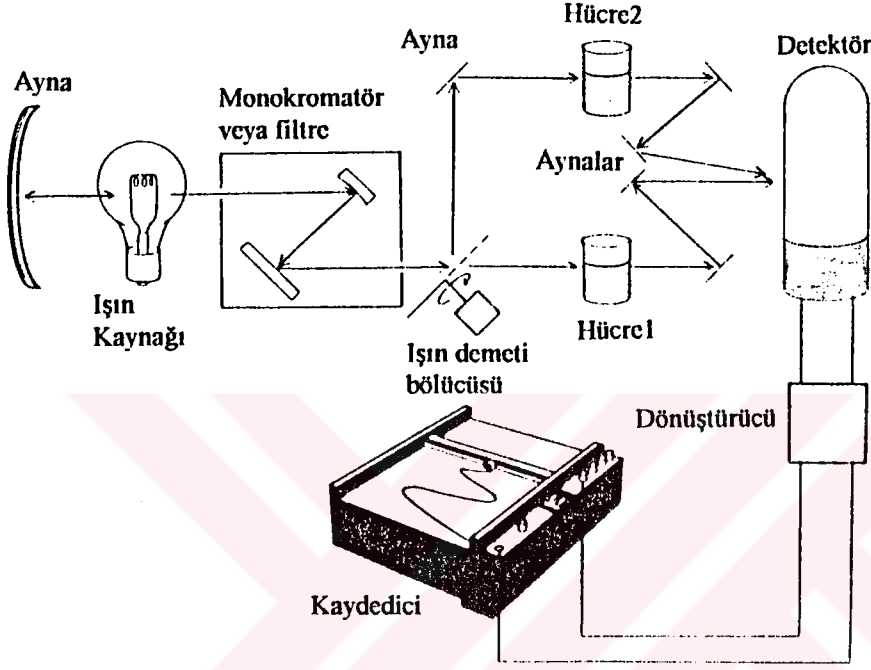 Hücre2
Ayna
Detektör
Ayna
Monokromatör
veya filtre
Aynalar
Işın
Kaynağı
Hücre1
Işın demeti
bölücüsü
Dönüştürücü
Kaydedici